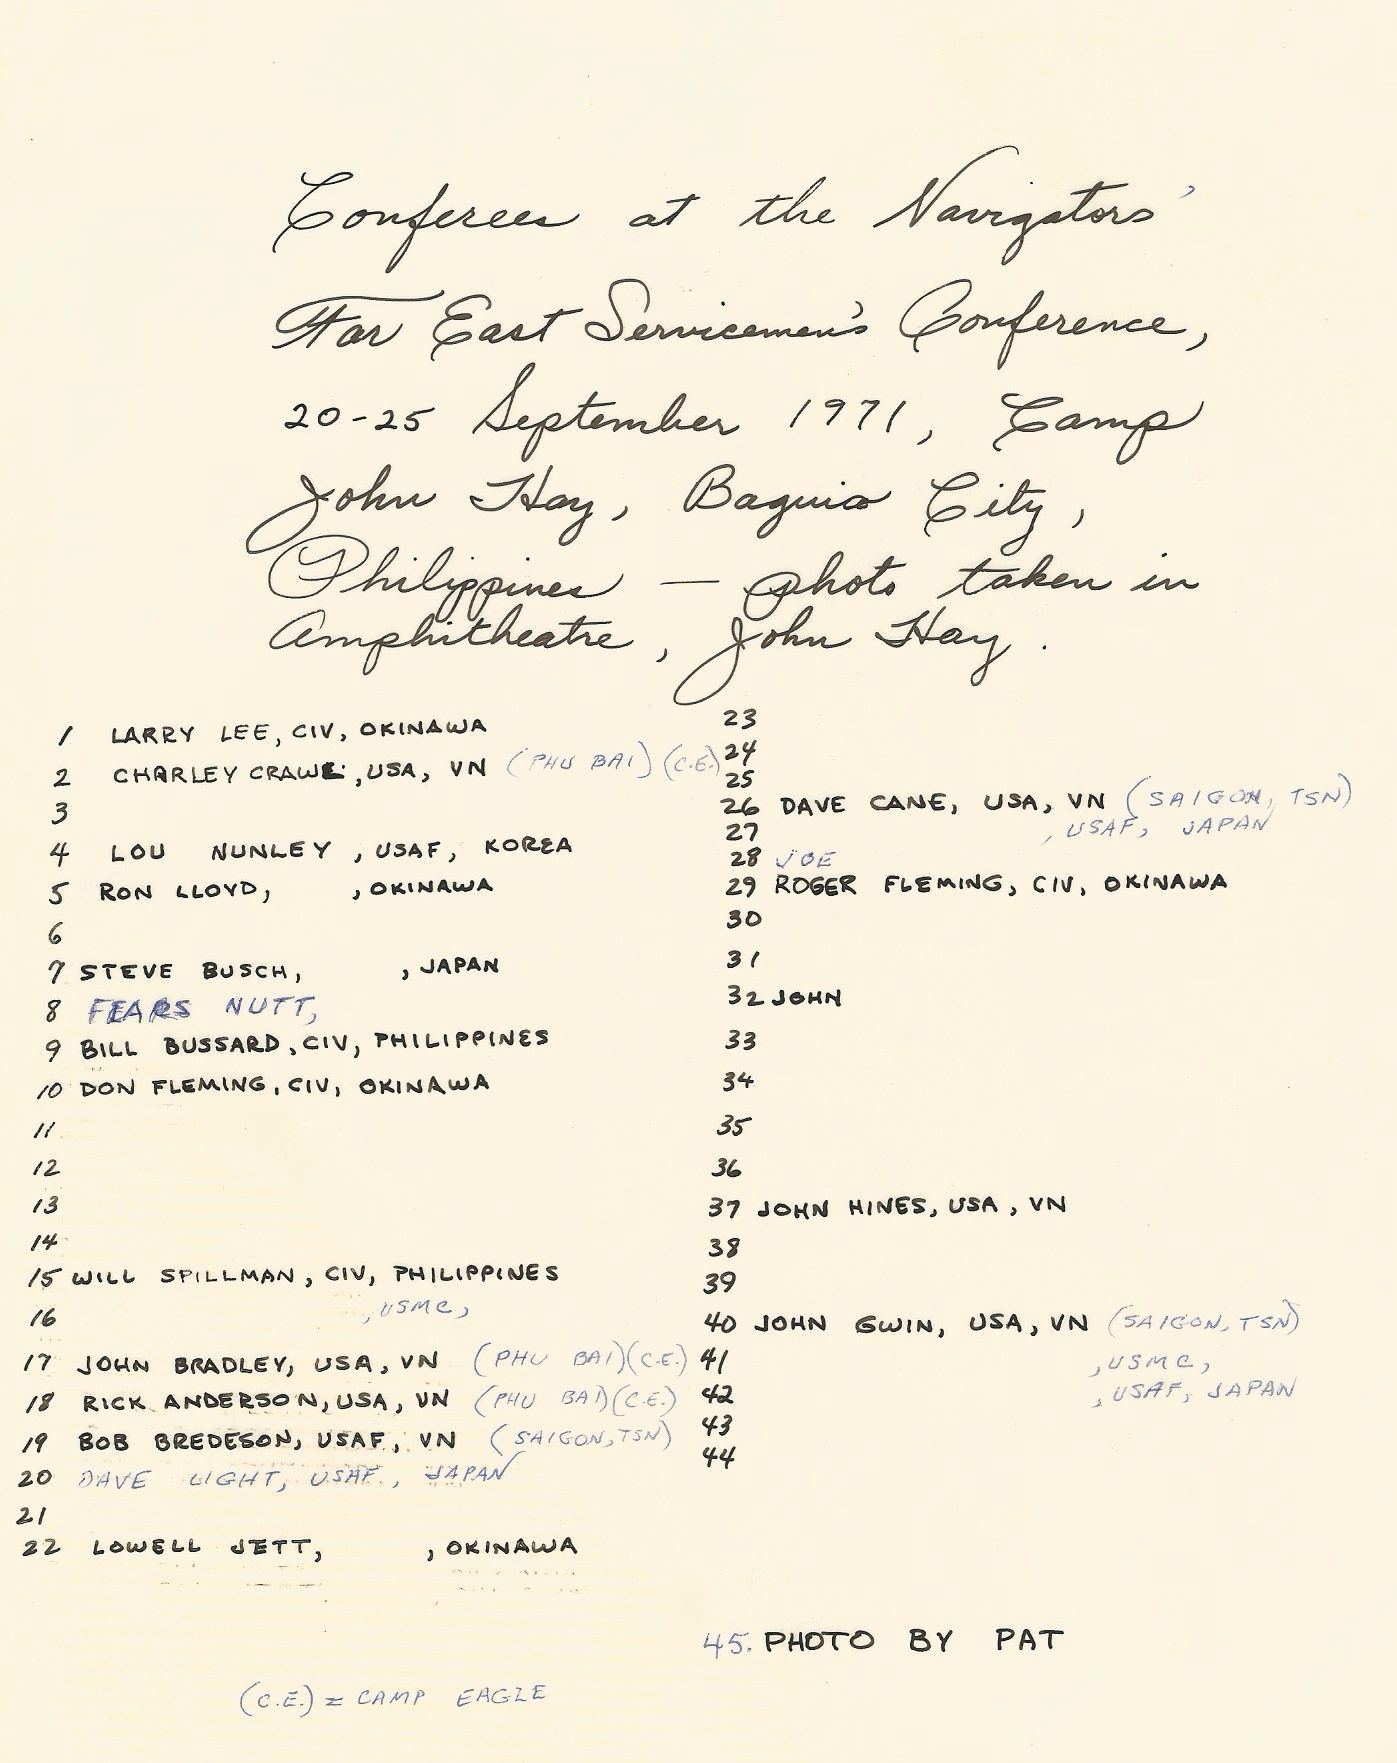 Conferees at the Navigators'
Far East Servicemen's Conference,
20-25 September 1971, Camp
John Hay, Baguio City,
Philippines — photo taken in
Amphitheatre, John Hay.
1 LARRY LEE, CIV, OKINAWA
2 CHARLEY CRAWE, USA, VN (PHU BAI) (C.E.)
3
4 LOU NUNLEY, USAF, KOREA
5 RON LLOYD, , OKINAWA
6
7 STEVE BUSCH, , JAPAN
8 FEARS NUTT,
9 BILL BUSSARD, CIV, PHILIPPINES
10 DON FLEMING, CIV, OKINAWA
11
12
13
14
15 WILL SPILLMAN, CIV, PHILIPPINES
16 , USMC,
17 JOHN BRADLEY, USA, VN (PHU BAI) (C.E.)
18 RICK ANDERSON, USA, VN (PHU BAI) (C.E.)
19 BOB BREDESON, USAF, VN (SAIGON, TSN)
20 DAVE LIGHT, USAF, JAPAN
21
22 LOWELL JETT, , OKINAWA
23
24
25
26 DAVE CANE, USA, VN (SAIGON, TSN)
27 , USAF, JAPAN
28 JOE
29 ROGER FLEMING, CIV, OKINAWA
30
31
32 JOHN
33
34
35
36
37 JOHN HINES, USA, VN
38
39
40 JOHN GWIN, USA, VN (SAIGON, TSN)
41 , USMC,
42 , USAF, JAPAN
43
44
45. PHOTO BY PAT
(C.E.) = CAMP EAGLE